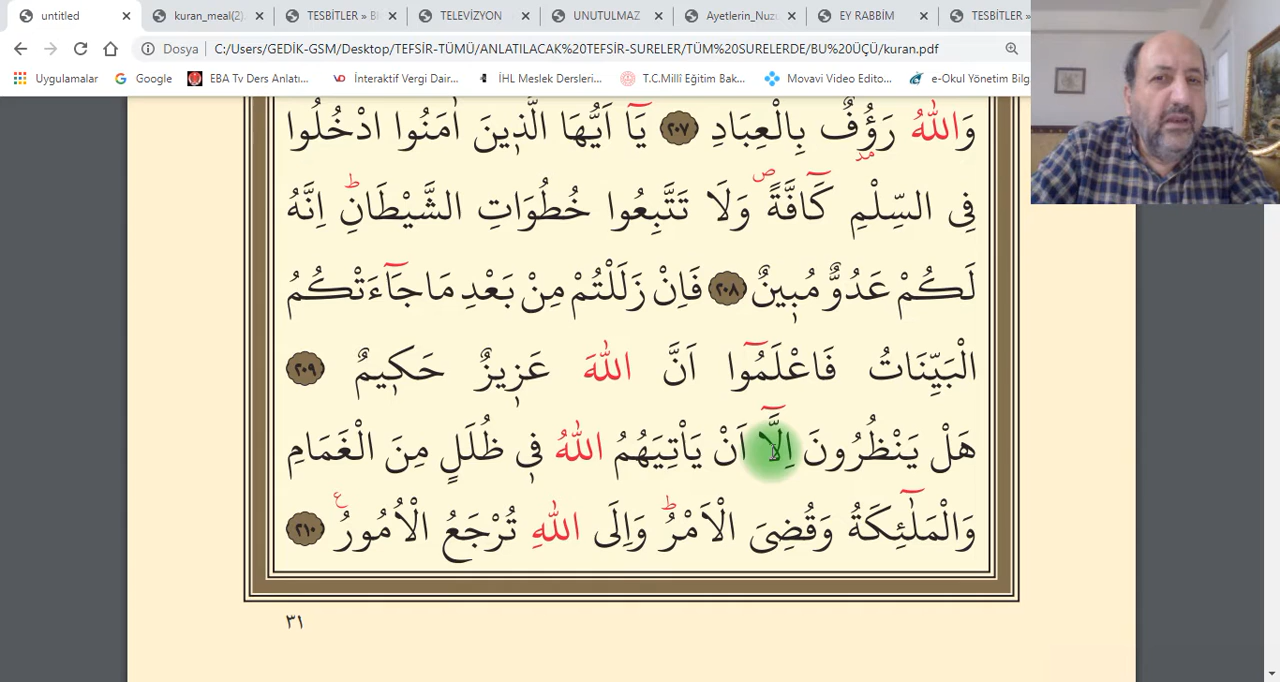 untitled
kuran_meal(2)
TESBİTLER » Bİ
TELEVİZYON
UNUTULMAZ
Ayetlerin_Nuzu
EY RABBİM
TESBİTLER »
Dosya
C:/Users/GEDİK-GSM/Desktop/TEFSİR-TÜMÜ/ANLATILACAK%20TEFSİR-SURELER/TÜM%20SURELERDE/BU%20ÜÇÜ/kuran.pdf
Uygulamalar
Google
EBA Tv Ders Anlatı...
İnteraktif Vergi Dair...
İHL Meslek Dersleri...
T.C.Millî Eğitim Bak...
Movavi Video Edito...
e-Okul Yönetim Bilg
وَاللّٰهُ رَؤُۧفٌ بِالْعِبَادِ ﴿٢٠٧﴾ يَٓا اَيُّهَا الَّذ۪ينَ اٰمَنُوا ادْخُلُوا
فِى السِّلْمِ كَٓافَّةًۖ وَلَا تَتَّبِعُوا خُطُوَاتِ الشَّيْطَانِۜ اِنَّهُ
لَكُمْ عَدُوٌّ مُب۪ينٌ ﴿٢٠٨﴾ فَاِنْ زَلَلْتُمْ مِنْ بَعْدِ مَا جَٓاءَتْكُمُ
الْبَيِّنَاتُ فَاعْلَمُٓوا اَنَّ اللّٰهَ عَز۪يزٌ حَك۪يمٌ ﴿٢٠٩﴾
هَلْ يَنْظُرُونَ اِلَّٓا اَنْ يَأْتِيَهُمُ اللّٰهُ ف۪ي ظُلَلٍ مِنَ الْغَمَامِ
وَالْمَلٰٓئِكَةُ وَقُضِىَ الْاَمْرُۜ وَاِلَى اللّٰهِ تُرْجَعُ الْاُمُورُ ﴿٢١٠﴾
٣١